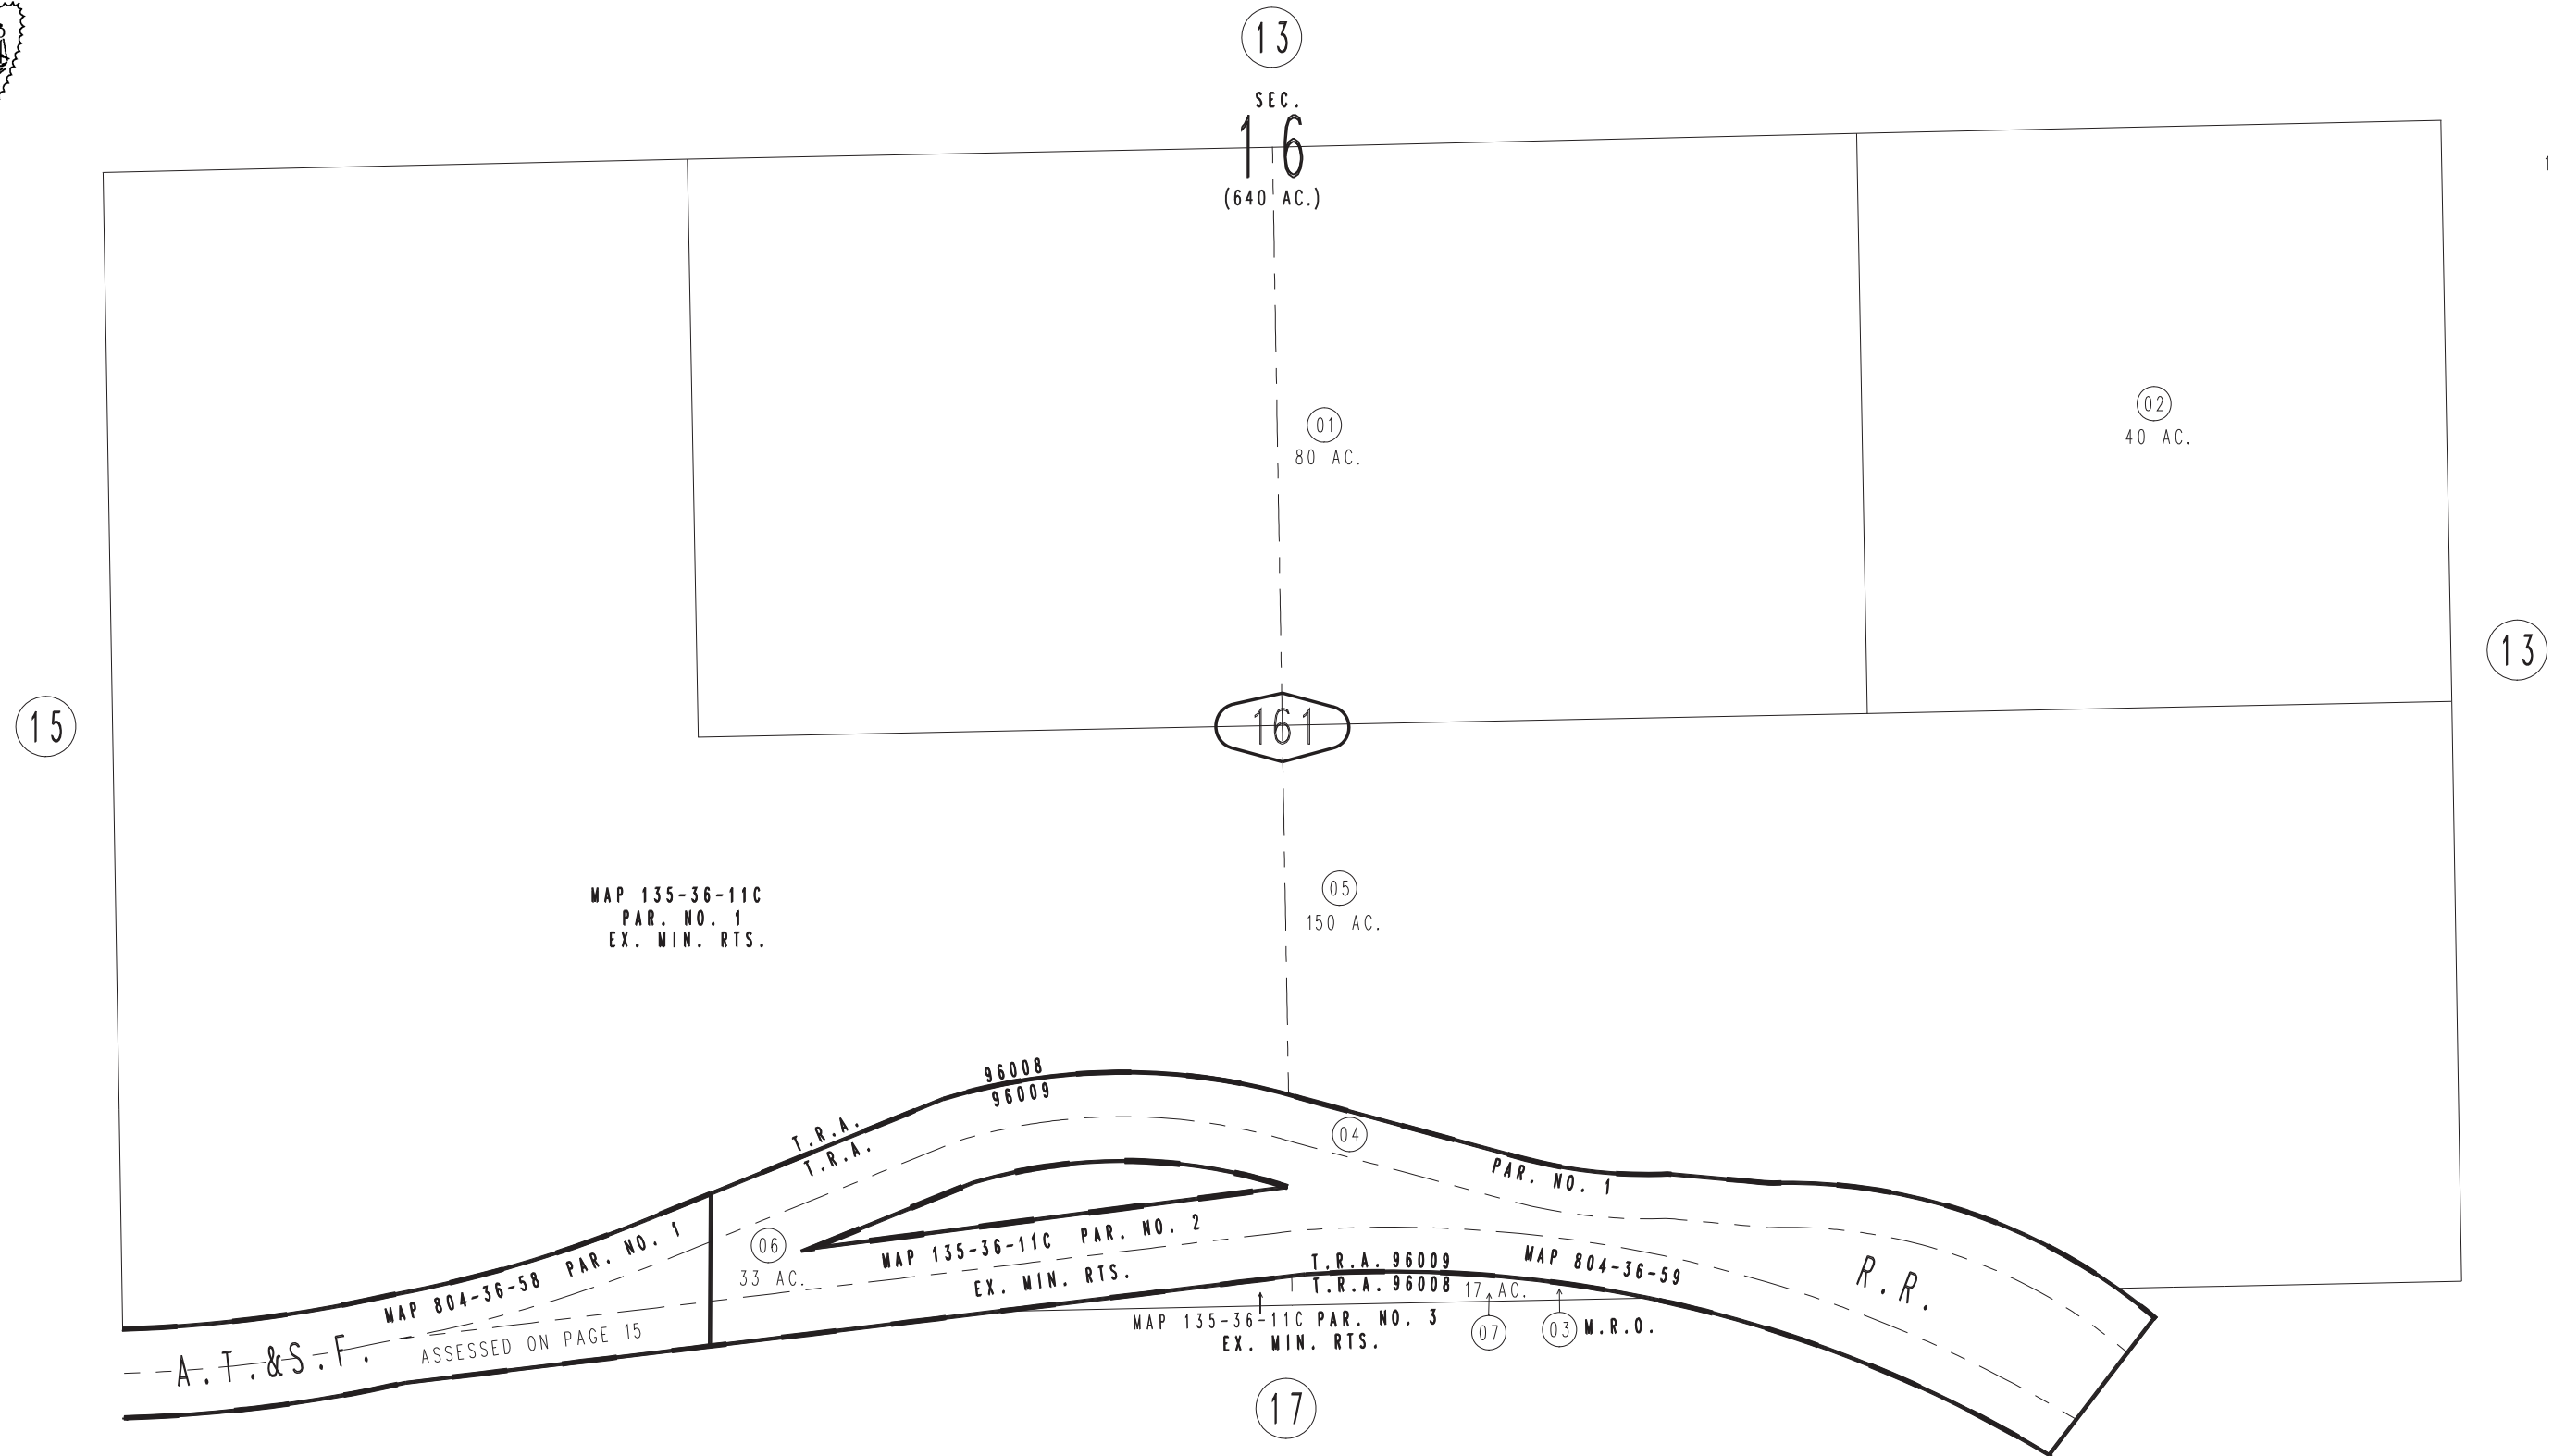 13
SEC.
16
(640 AC.)
1
01
80 AC.
02
40 AC.
15
161
13
05
150 AC.
MAP 135-36-11C
PAR. NO. 1
EX. MIN. RTS.
96008
96009
T.R.A.
T.R.A.
04
PAR. NO. 1
MAP 804-36-58 PAR. NO. 1
06
33 AC.
MAP 135-36-11C PAR. NO. 2
EX. MIN. RTS.
T.R.A. 96009
T.R.A. 96008
17 AC.
MAP 804-36-59
R.R.
A.T.&S.F.
ASSESSED ON PAGE 15
MAP 135-36-11C PAR. NO. 3
EX. MIN. RTS.
07
03 M.R.O.
17